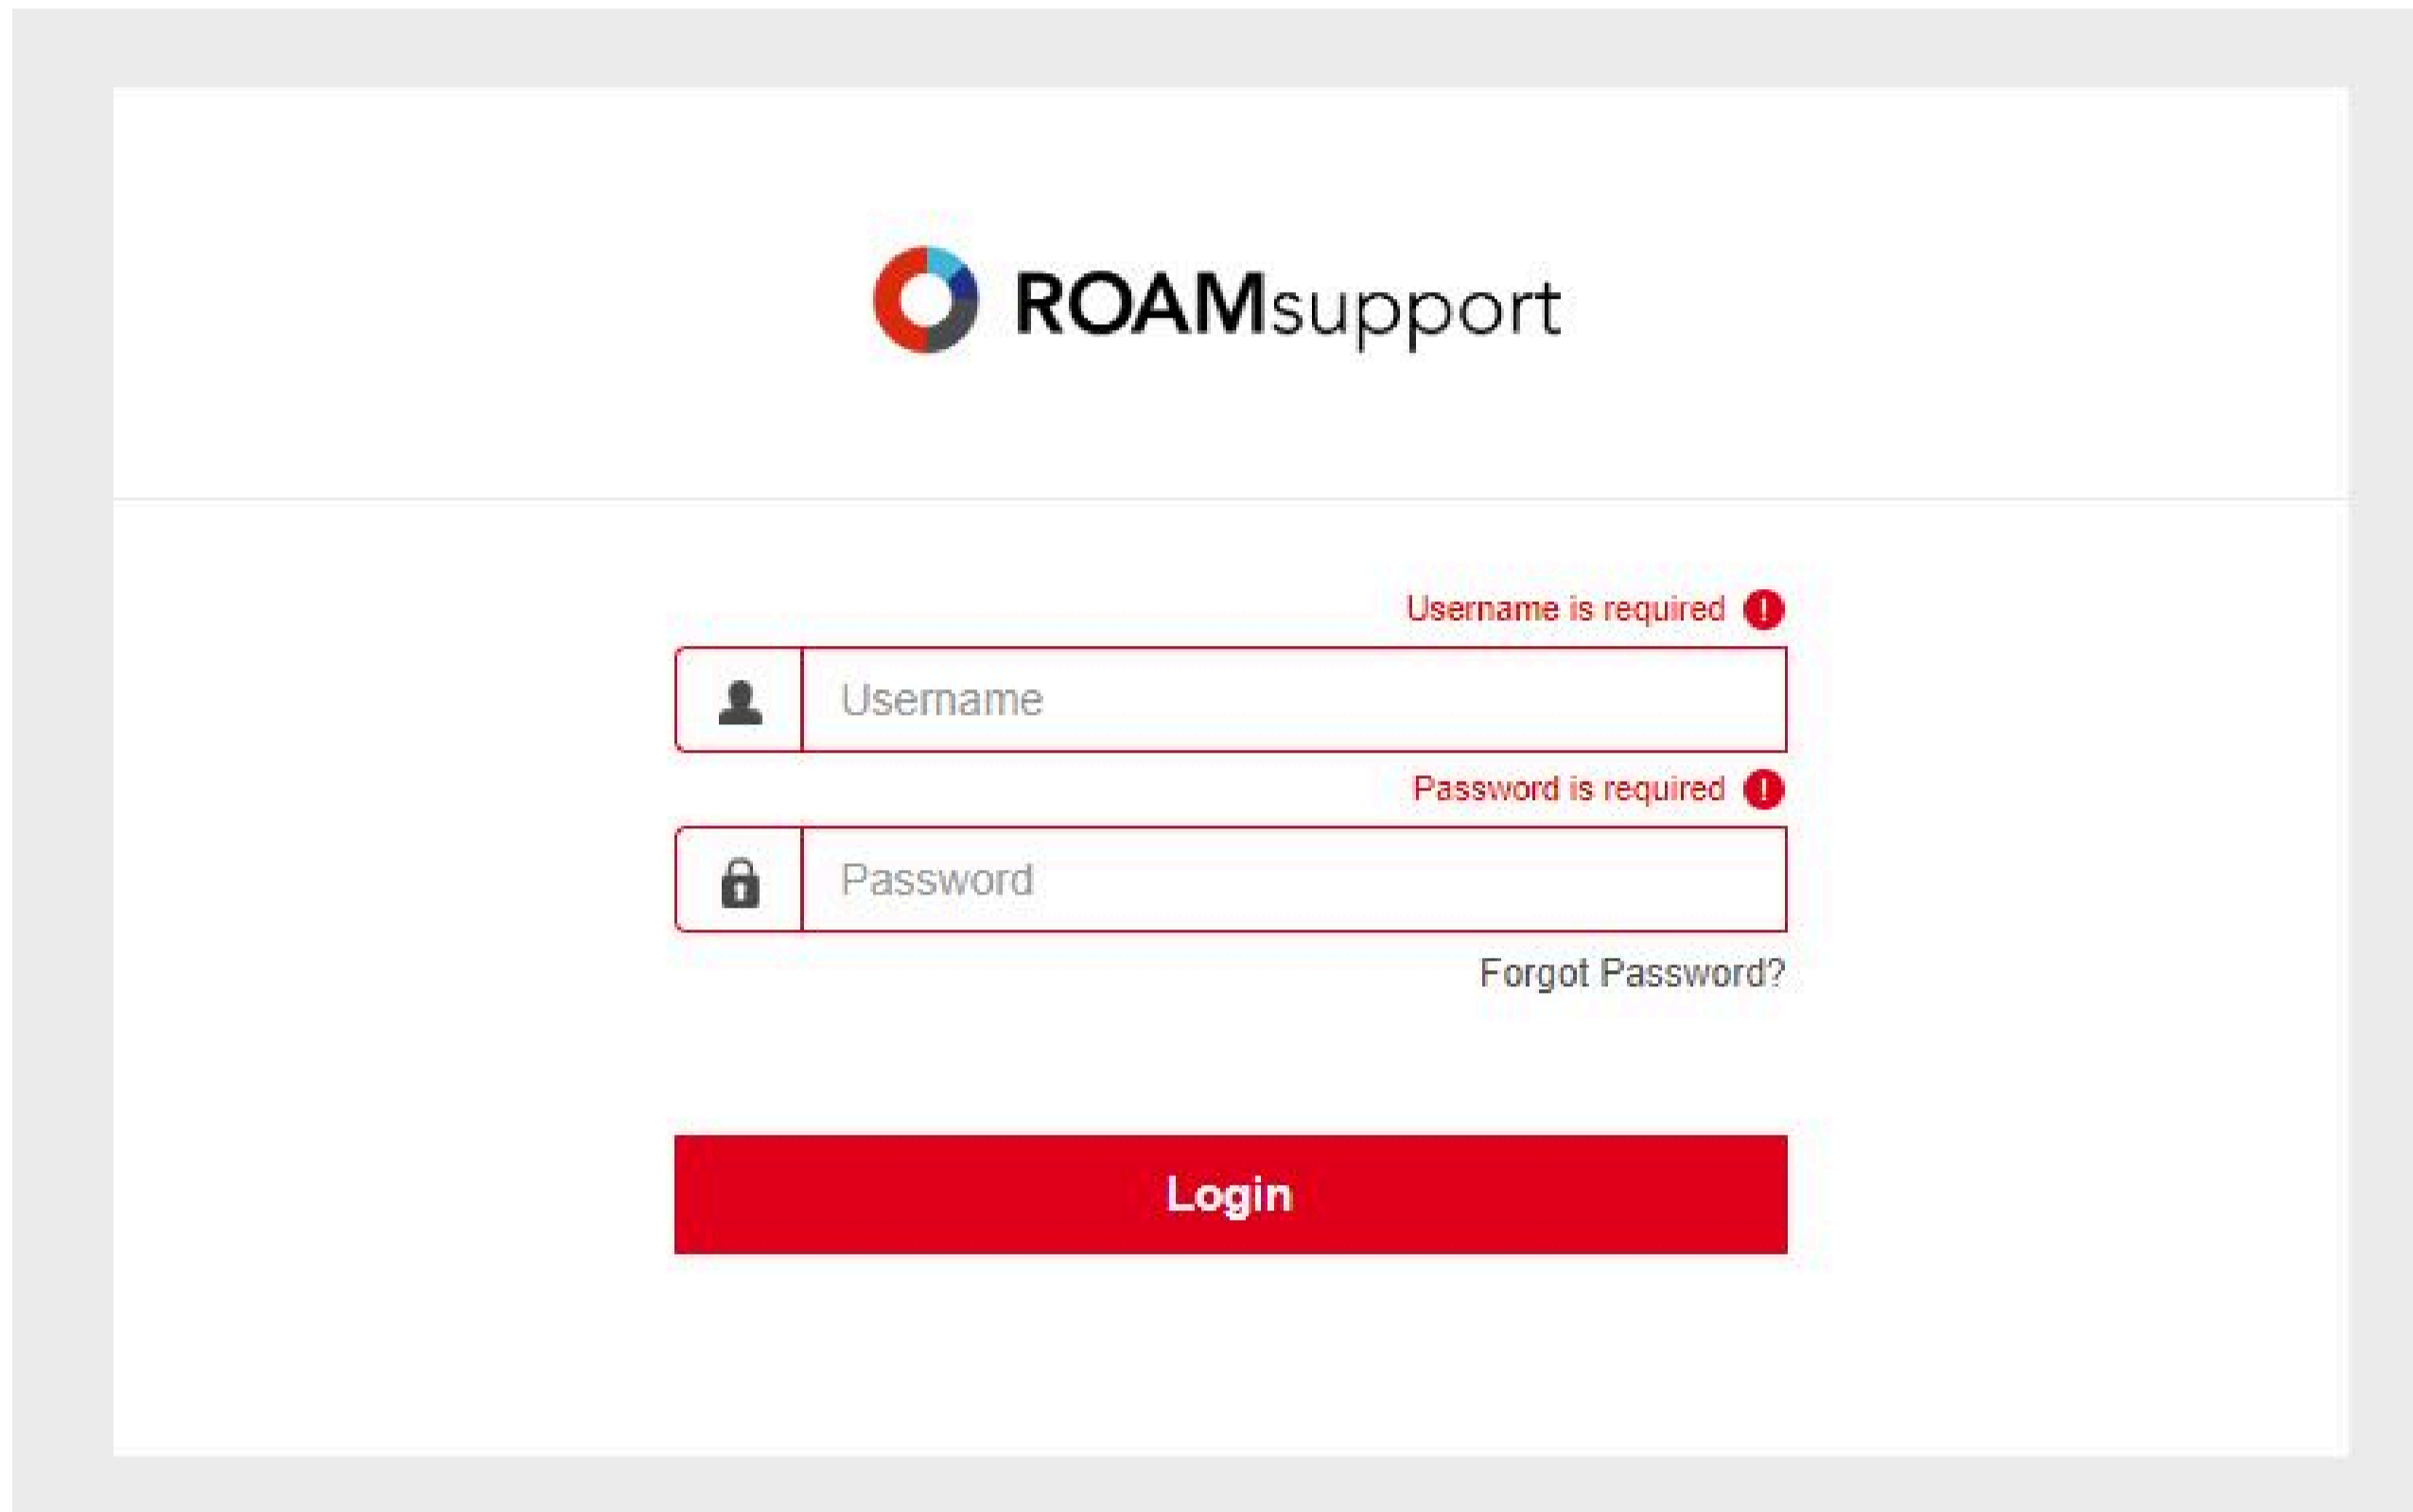 ROAMsupport
Username is required
Username
Password is required
Password
Forgot Password?
Login